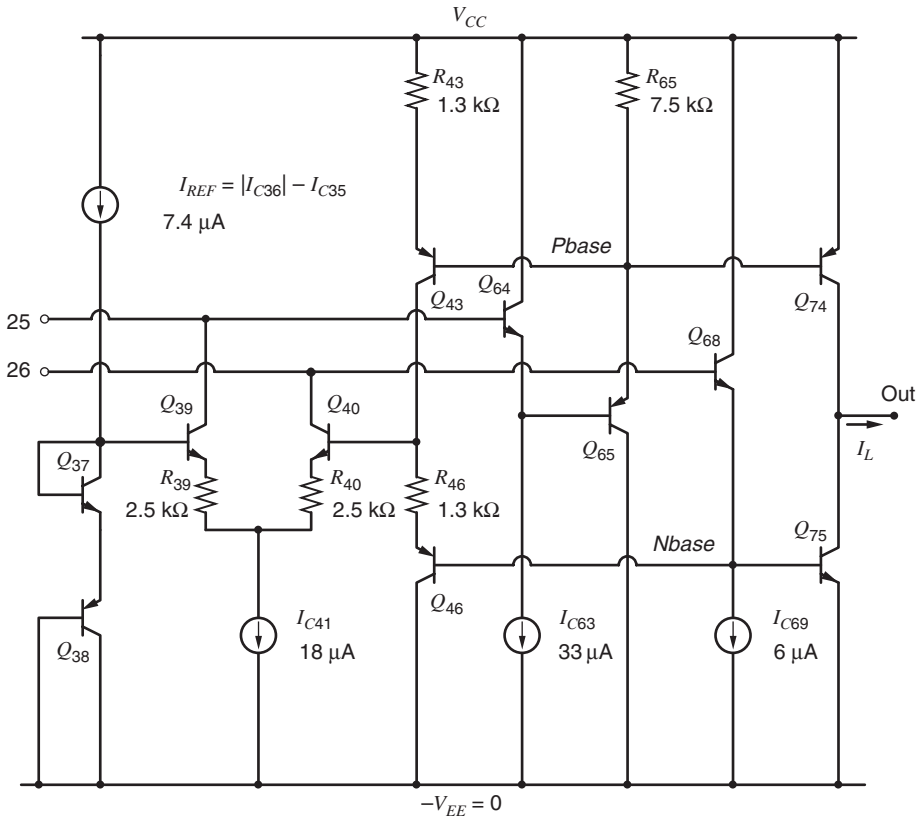 V_CC
R_43
1.3 kΩ
R_65
7.5 kΩ
I_REF = |I_C36| − I_C35
7.4 μA
Pbase
Q_43
Q_64
Q_74
25
26
Q_68
Q_39
Q_40
Q_65
Out
I_L
Q_37
R_39
2.5 kΩ
R_40
2.5 kΩ
R_46
1.3 kΩ
Nbase
Q_75
Q_46
Q_38
I_C41
18 μA
I_C63
33 μA
I_C69
6 μA
−V_EE = 0